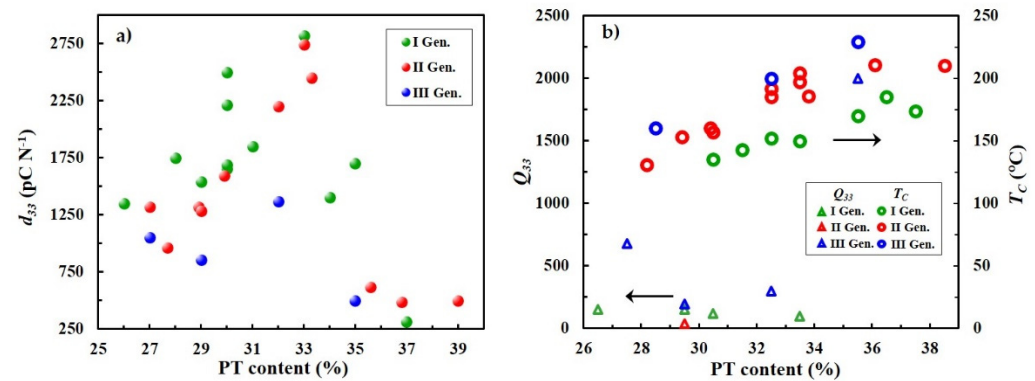 a)
I Gen.
II Gen.
III Gen.
2750
2250
1750
1250
750
250
d33 (pC N-1)
25 27 29 31 33 35 37 39
PT content (%)
b)
2500
2000
1500
1000
500
0
Q33
250
200
150
100
50
0
TC (°C)
Q33 TC
I Gen. I Gen.
II Gen. II Gen.
III Gen. III Gen.
26 28 30 32 34 36 38
PT content (%)